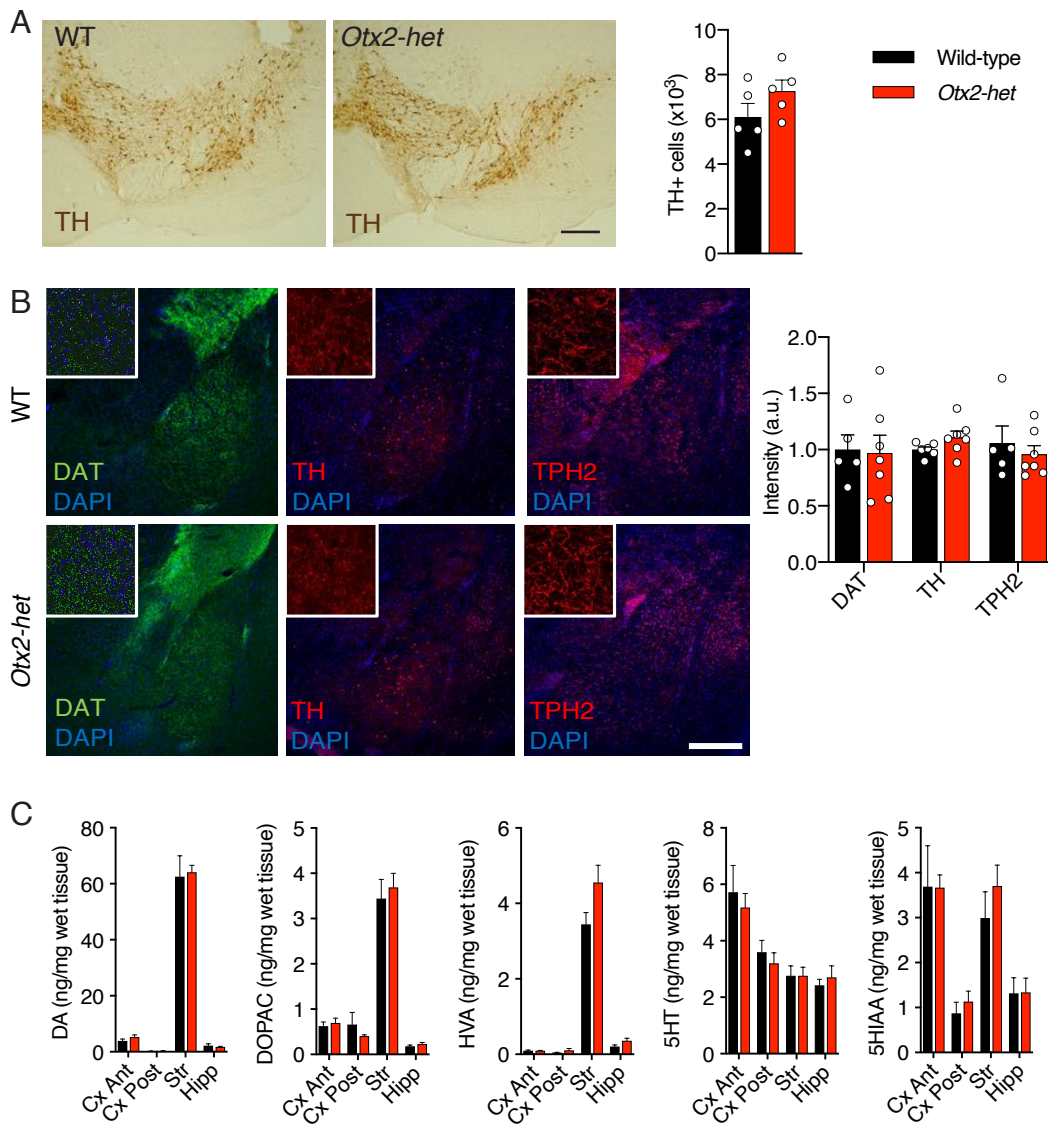 A
WT
Otx2-het
TH
TH
TH+ cells (x10³)
10
8
6
4
2
0
Wild-type
Otx2-het
B
WT
DAT
DAPI
TH
DAPI
TPH2
DAPI
Otx2-het
DAT
DAPI
TH
DAPI
TPH2
DAPI
Intensity (a.u.)
2.0
1.5
1.0
0.5
0.0
DAT
TH
TPH2
C
DA (ng/mg wet tissue)
80
60
40
20
0
Cx Ant
Cx Post
Str
Hipp
DOPAC (ng/mg wet tissue)
5
4
3
2
1
0
Cx Ant
Cx Post
Str
Hipp
HVA (ng/mg wet tissue)
6
4
2
0
Cx Ant
Cx Post
Str
Hipp
5HT (ng/mg wet tissue)
8
6
4
2
0
Cx Ant
Cx Post
Str
Hipp
5HIAA (ng/mg wet tissue)
5
4
3
2
1
0
Cx Ant
Cx Post
Str
Hipp